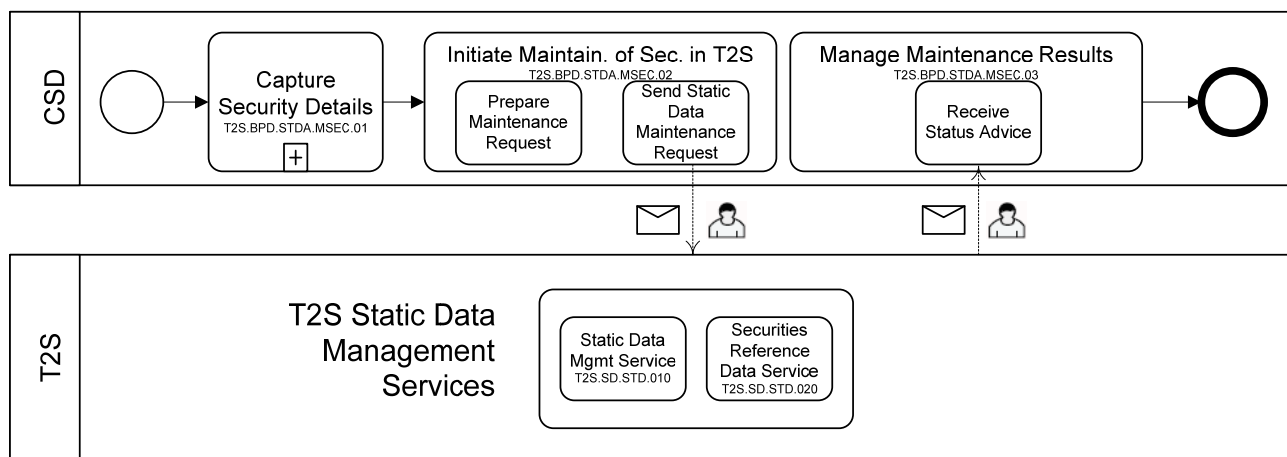 CSD
Capture
Security Details
T2S.BPD.STDA.MSEC.01
Initiate Maintain. of Sec. in T2S
T2S.BPD.STDA.MSEC.02
Prepare
Maintenance
Request
Send Static
Data
Maintenance
Request
Manage Maintenance Results
T2S.BPD.STDA.MSEC.03
Receive
Status Advice
T2S
T2S Static Data
Management
Services
Static Data
Mgmt Service
T2S.SD.STD.010
Securities
Reference
Data Service
T2S.SD.STD.020